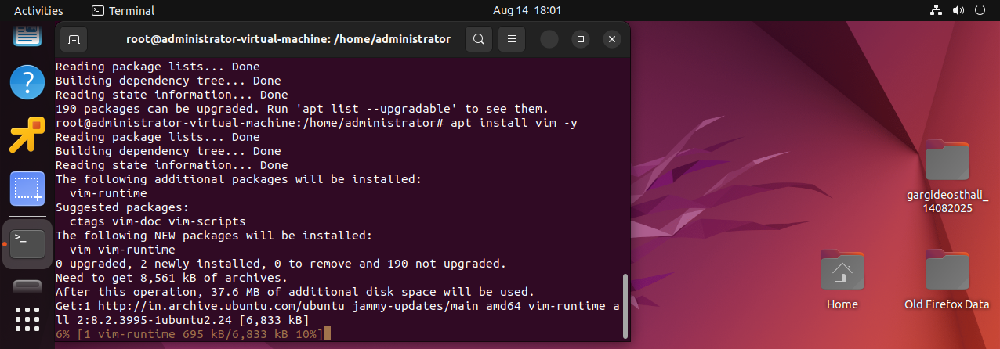 Activities
Terminal
Aug 14 18:01
root@administrator-virtual-machine: /home/administrator
Reading package lists... Done
Building dependency tree... Done
Reading state information... Done
190 packages can be upgraded. Run 'apt list --upgradable' to see them.
root@administrator-virtual-machine:/home/administrator# apt install vim -y
Reading package lists... Done
Building dependency tree... Done
Reading state information... Done
The following additional packages will be installed:
  vim-runtime
Suggested packages:
  ctags vim-doc vim-scripts
The following NEW packages will be installed:
  vim vim-runtime
0 upgraded, 2 newly installed, 0 to remove and 190 not upgraded.
Need to get 8,561 kB of archives.
After this operation, 37.6 MB of additional disk space will be used.
Get:1 http://in.archive.ubuntu.com/ubuntu jammy-updates/main amd64 vim-runtime a
ll 2:8.2.3995-1ubuntu2.24 [6,833 kB]
6% [1 vim-runtime 695 kB/6,833 kB 10%]
?
>_
gargideosthali_
14082025
Home
Old Firefox Data